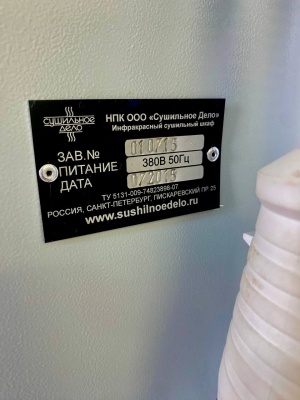 сушильное
дело
НПК ООО «Сушильное Дело»
Инфракрасный сушильный шкаф
ЗАВ.№
ПИТАНИЕ 380В 50Гц
ДАТА
ТУ 5131-009-74823898-07
РОССИЯ, САНКТ-ПЕТЕРБУРГ, ПИСКАРЕВСКИЙ ПР. 25
www.sushilnoedelo.ru